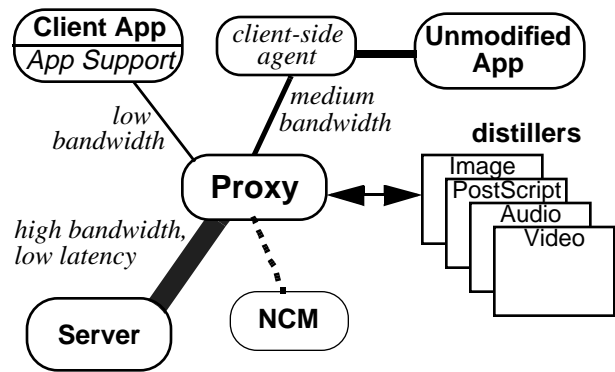 Client App
App Support
client-side
agent
Unmodified
App
low
bandwidth
medium
bandwidth
distillers
Image
PostScript
Audio
Video
Proxy
high bandwidth,
low latency
Server
NCM